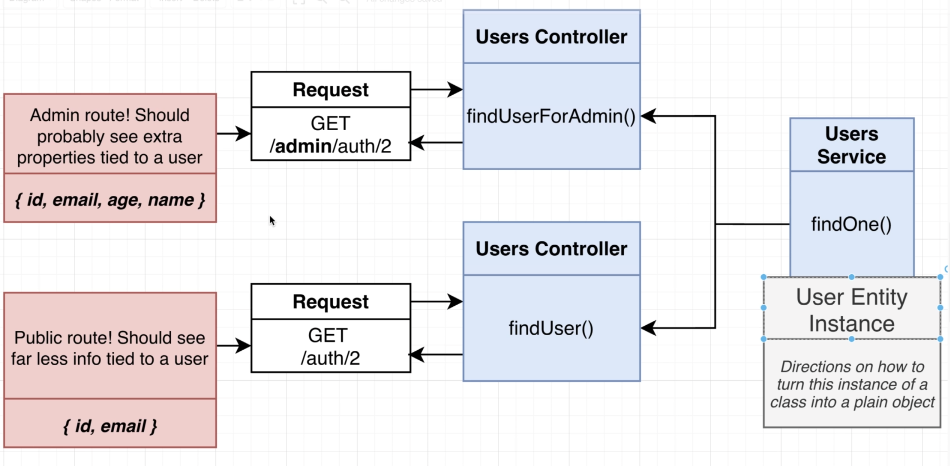 Users Controller
Request
findUserForAdmin()
GET
/admin/auth/2
Admin route! Should
probably see extra
properties tied to a user
{ id, email, age, name }
Users
Service
findOne()
Users Controller
Request
findUser()
GET
/auth/2
Public route! Should see
far less info tied to a user
{ id, email }
User Entity
Instance
Directions on how to
turn this instance of a
class into a plain object